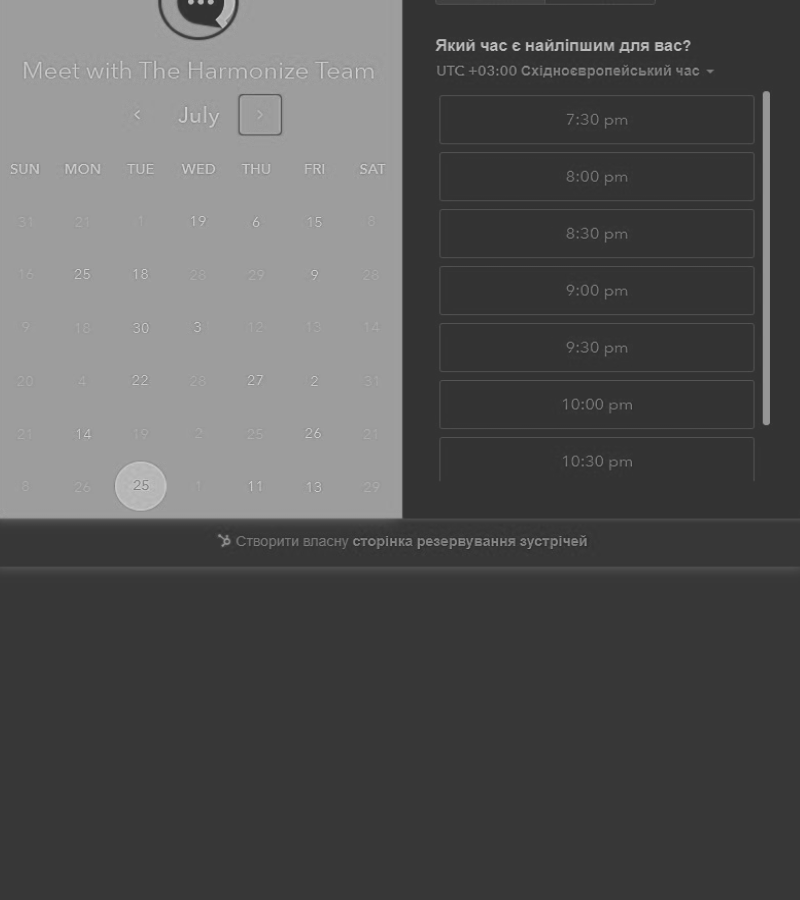 Meet with The Harmonize Team
July
SUN MON TUE WED THU FRI SAT
31 21 1 19 6 15 8
16 25 18 28 29 9 28
9 18 30 3 12 13 14
20 4 22 28 27 2 31
21 14 19 2 25 26 21
8 26 25 1 11 13 29
Який час є найліпшим для вас?
UTC +03:00 Східноєвропейський час
7:30 pm
8:00 pm
8:30 pm
9:00 pm
9:30 pm
10:00 pm
10:30 pm
Створити власну сторінка резервування зустрічей